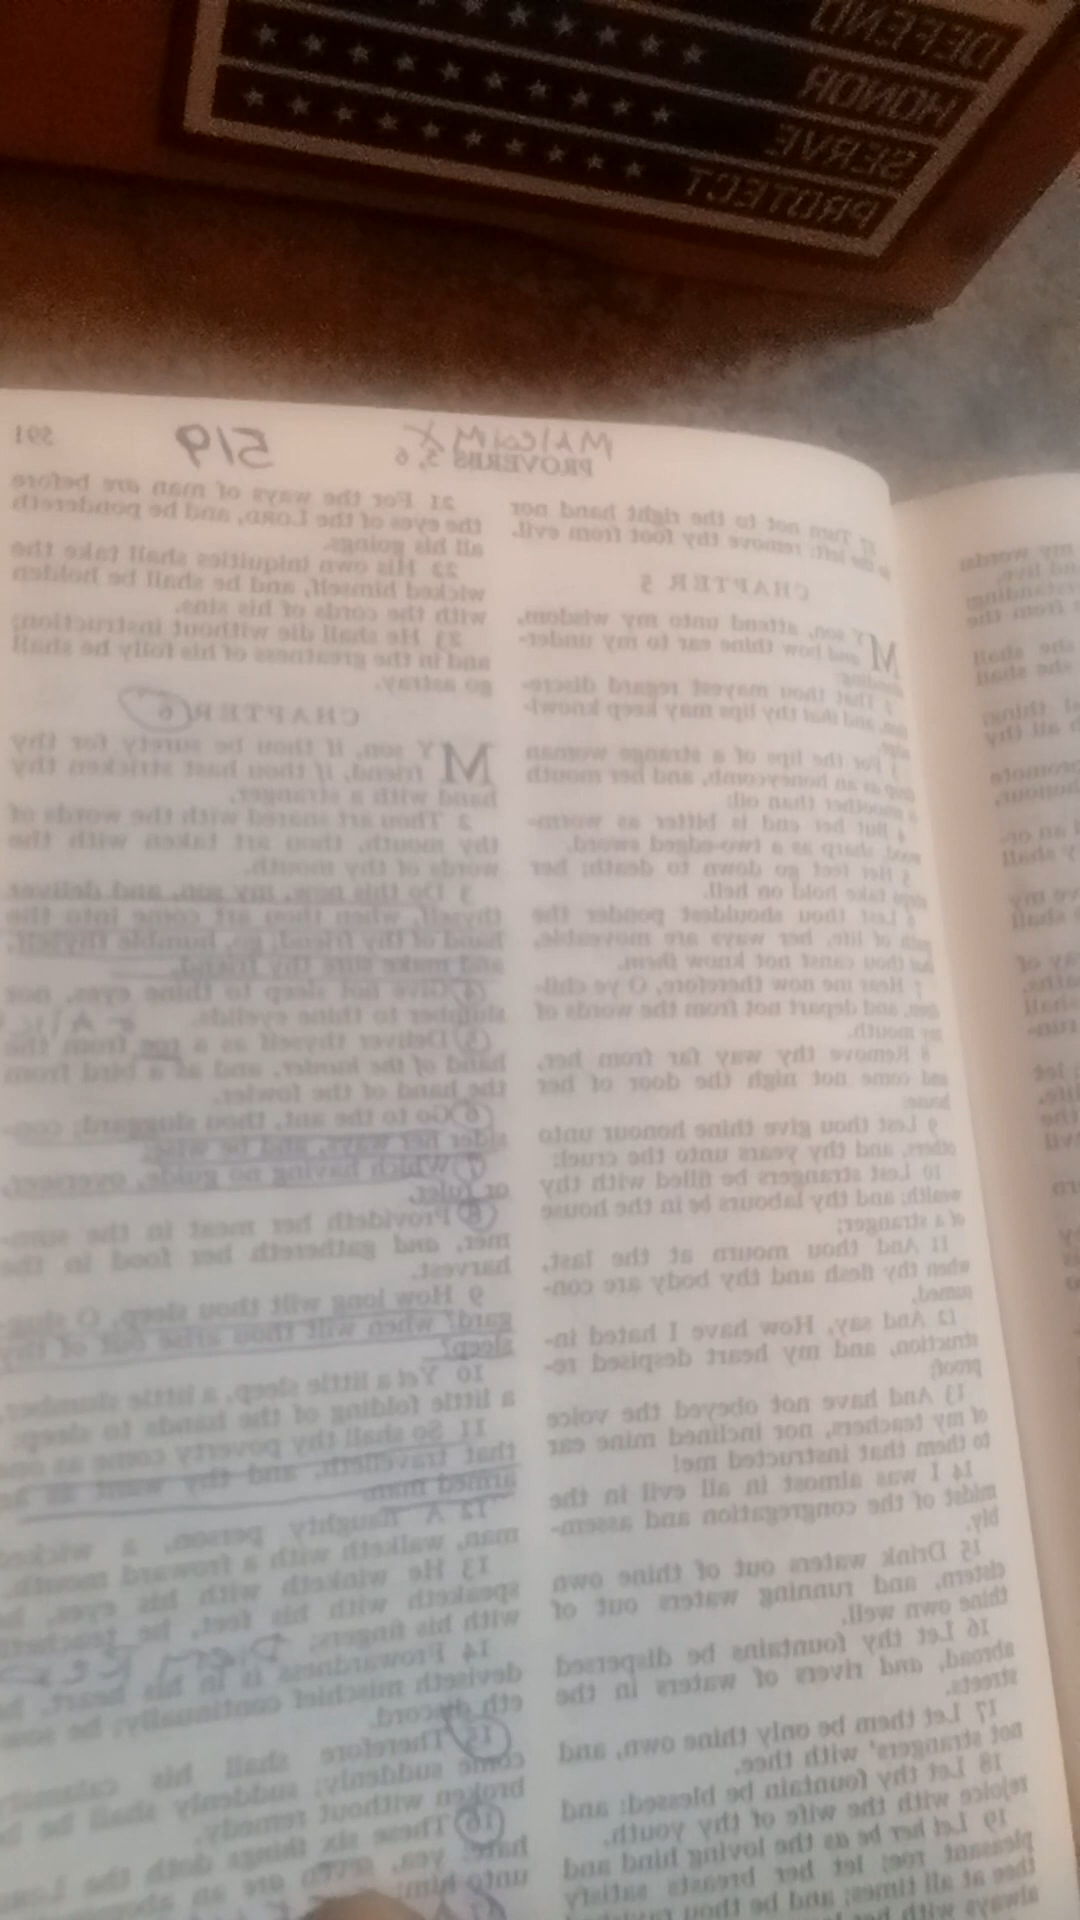 DEFEND
HONOR
SERVE
PROTECT
MAlcolM X
519
591
PROVERBS 5, 6
Turn not to the right hand nor
to the left: remove thy foot from evil.
CHAPTER 5
MY son, attend unto my wisdom,
and bow thine ear to my under-
standing:
2 That thou mayest regard discre-
tion, and that thy lips may keep knowl-
edge.
3 For the lips of a strange woman
drop as an honeycomb, and her mouth
is smoother than oil:
4 But her end is bitter as worm-
wood, sharp as a two-edged sword.
5 Her feet go down to death; her
steps take hold on hell.
6 Lest thou shouldest ponder the
path of life, her ways are moveable,
that thou canst not know them.
7 Hear me now therefore, O ye chil-
dren, and depart not from the words of
my mouth.
8 Remove thy way far from her,
and come not nigh the door of her
house:
9 Lest thou give thine honour unto
others, and thy years unto the cruel:
10 Lest strangers be filled with thy
wealth; and thy labours be in the house
of a stranger;
11 And thou mourn at the last,
when thy flesh and thy body are con-
sumed,
12 And say, How have I hated in-
struction, and my heart despised re-
proof;
13 And have not obeyed the voice
of my teachers, nor inclined mine ear
to them that instructed me!
14 I was almost in all evil in the
midst of the congregation and assem-
bly.
15 Drink waters out of thine own
cistern, and running waters out of
thine own well.
16 Let thy fountains be dispersed
abroad, and rivers of waters in the
streets.
17 Let them be only thine own, and
not strangers' with thee.
18 Let thy fountain be blessed: and
rejoice with the wife of thy youth.
19 Let her be as the loving hind and
pleasant roe; let her breasts satisfy
thee at all times; and be thou
always with her
21 For the ways of man are before
the eyes of the LORD, and he pondereth
all his goings.
22 His own iniquities shall take the
wicked himself, and he shall be holden
with the cords of his sins.
23 He shall die without instruction;
and in the greatness of his folly he shall
go astray.
CHAPTER 6
MY son, if thou be surety for thy
friend, if thou hast stricken thy
hand with a stranger,
2 Thou art snared with the words of
thy mouth, thou art taken with the
words of thy mouth.
3 Do this now, my son, and deliver
thyself, when thou art come into the
hand of thy friend; go, humble thyself,
and make sure thy friend.
4 Give not sleep to thine eyes, nor
slumber to thine eyelids.
5 Deliver thyself as a roe from the
hand of the hunter, and as a bird from
the hand of the fowler.
6 Go to the ant, thou sluggard; con-
sider her ways, and be wise:
7 Which having no guide, overseer,
or ruler,
8 Provideth her meat in the sum-
mer, and gathereth her food in the
harvest.
9 How long wilt thou sleep, O slug-
gard? when wilt thou arise out of thy
sleep?
10 Yet a little sleep, a little slumber,
a little folding of the hands to sleep:
11 So shall thy poverty come as one
that travelleth, and thy want as an
armed man.
12 A naughty person, a wicked
man, walketh with a froward mouth.
13 He winketh with his eyes, he
speaketh with his feet, he teacheth
with his fingers;
14 Frowardness is in his heart, he
deviseth mischief continually; he sow-
eth discord.
15 Therefore shall his calamity
come suddenly; suddenly shall he be
broken without remedy.
16 These six things doth the LORD
hate: yea, seven are an
unto him: